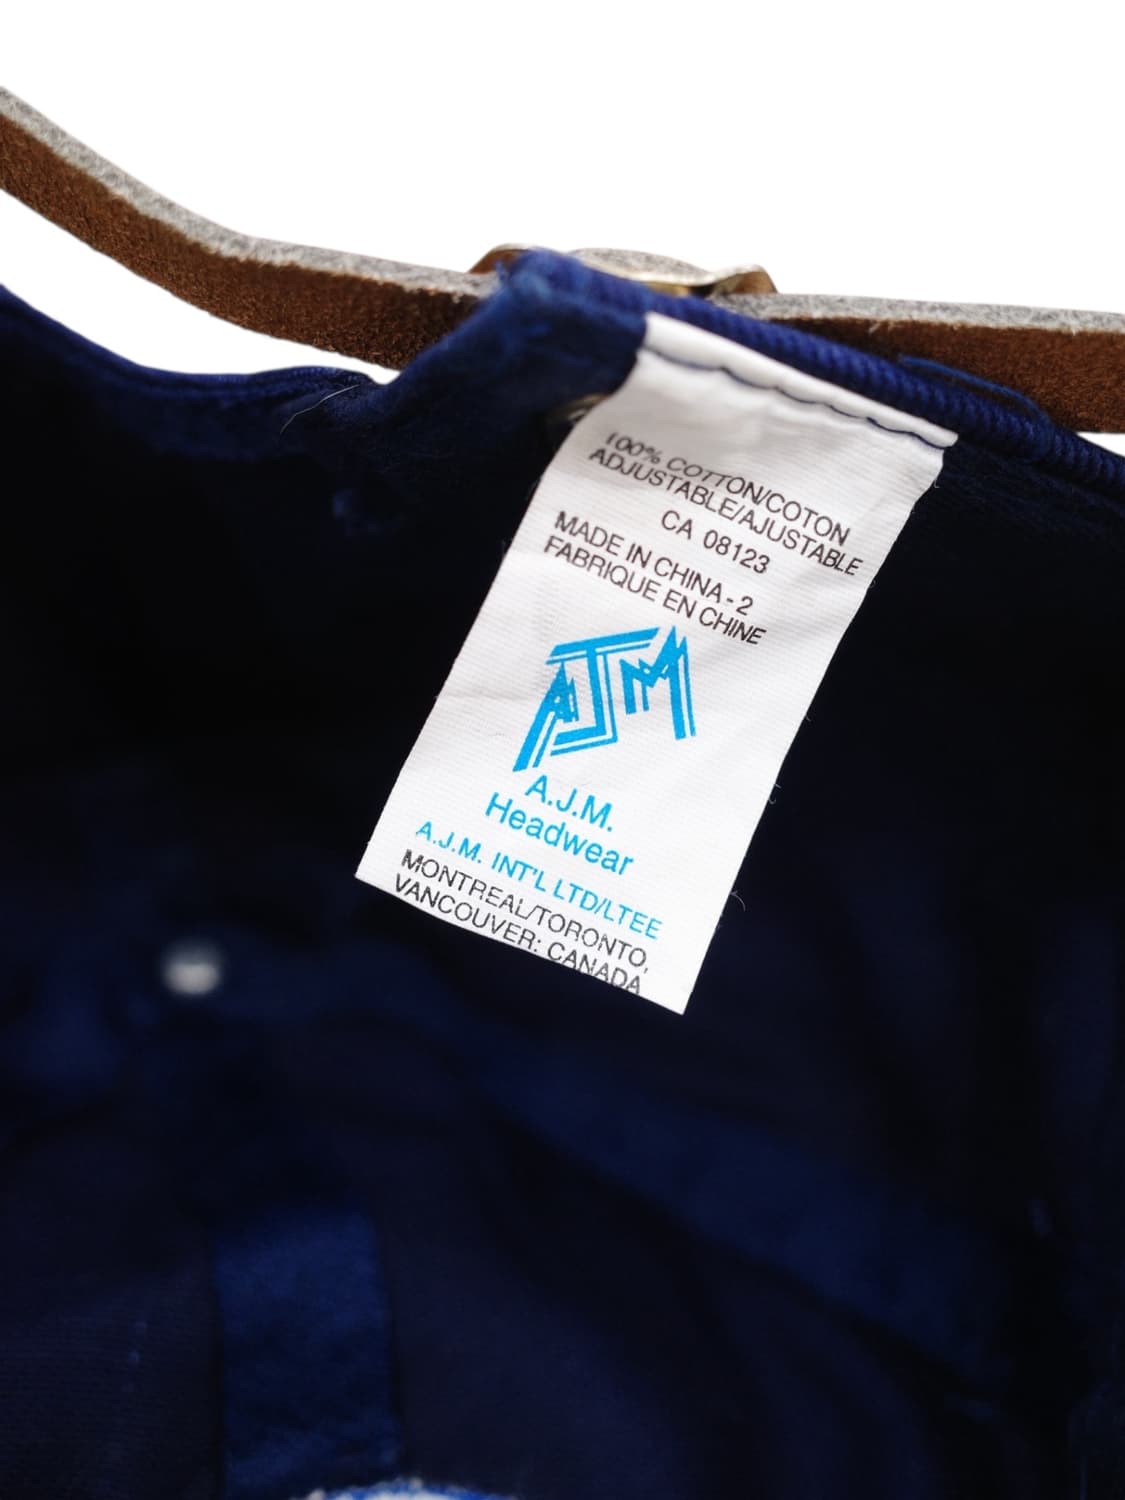 100% COTTON/COTON
ADJUSTABLE/AJUSTABLE
CA 08123
MADE IN CHINA - 2
FABRIQUE EN CHINE
AJM
A.J.M.
Headwear
A.J.M. INT'L LTD/LTEE
MONTREAL/TORONTO,
VANCOUVER: CANADA